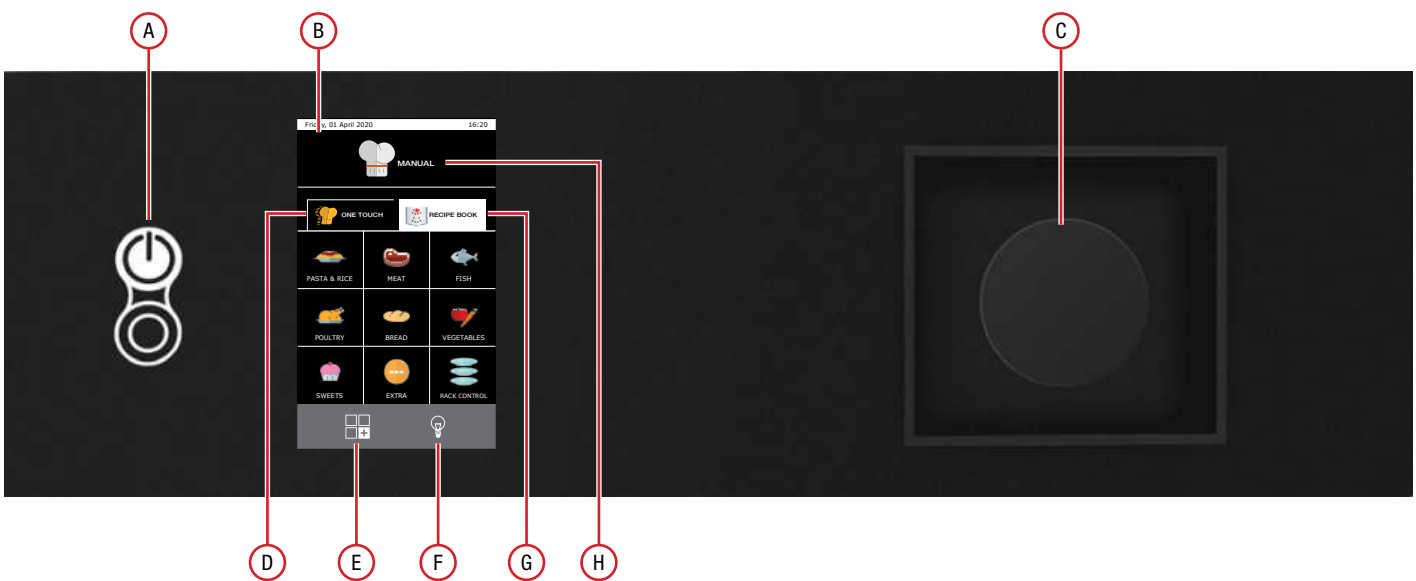 A B C
Friday, 01 April 2020 16:20
MANUAL
ONE TOUCH RECIPE BOOK
PASTA & RICE MEAT FISH
POULTRY BREAD VEGETABLES
SWEETS EXTRA RACK CONTROL
D E F G H